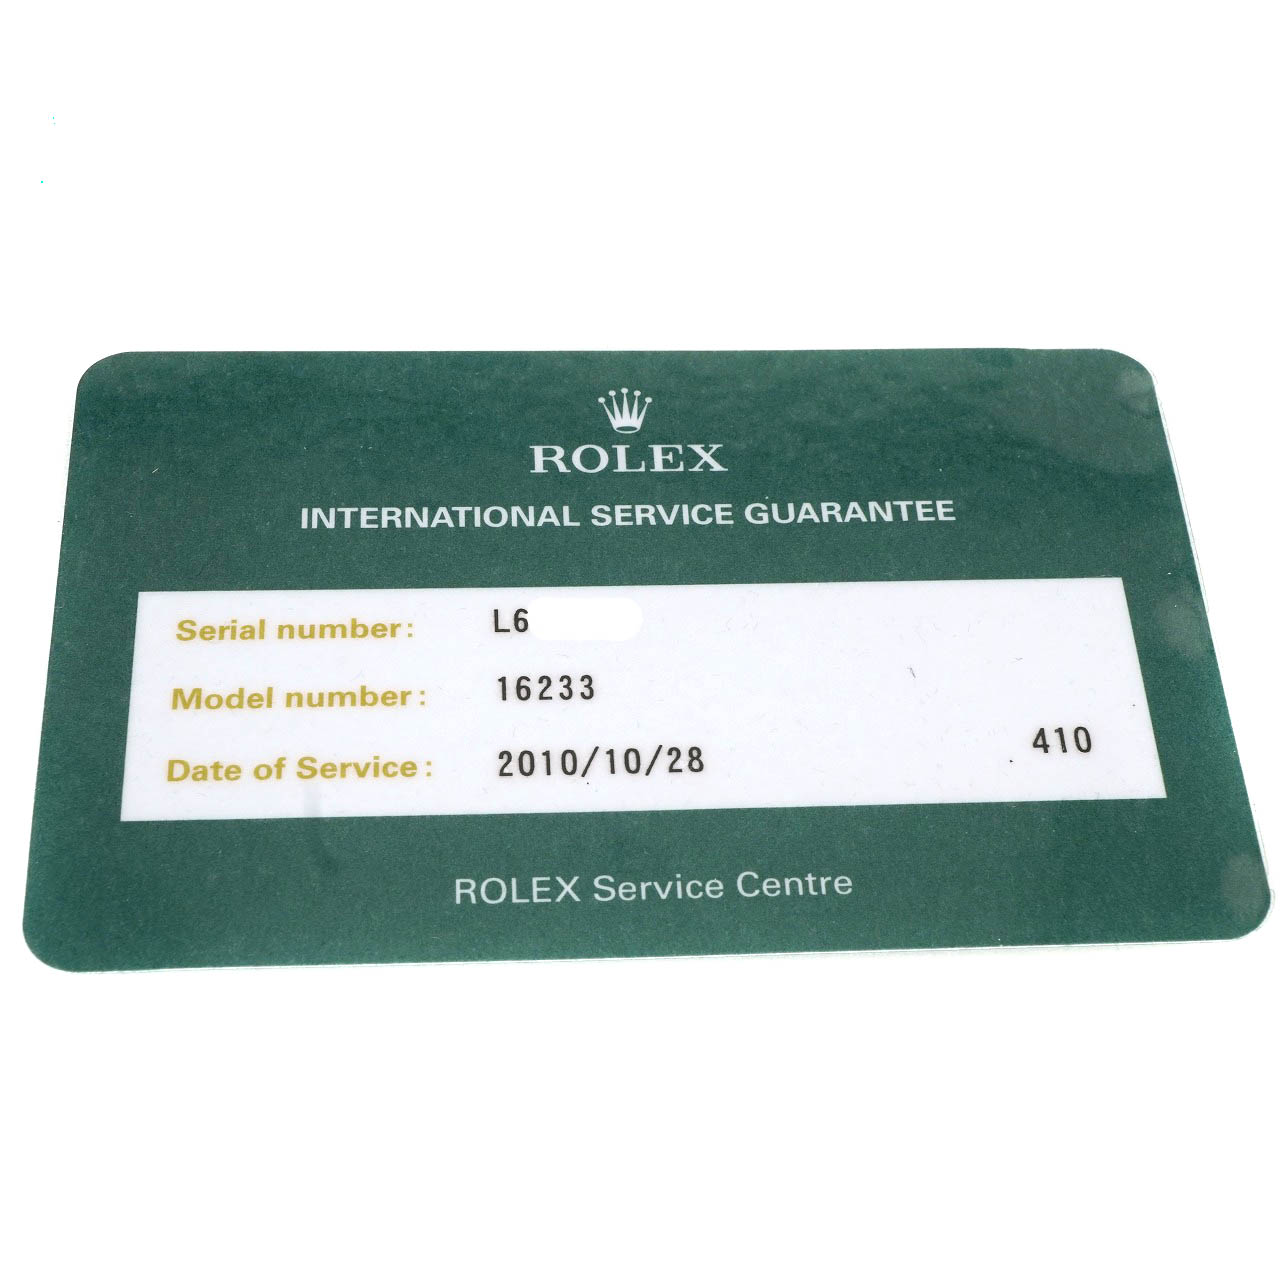 ROLEX
INTERNATIONAL SERVICE GUARANTEE
Serial number: L6
Model number: 16233
Date of Service: 2010/10/28 410
ROLEX Service Centre